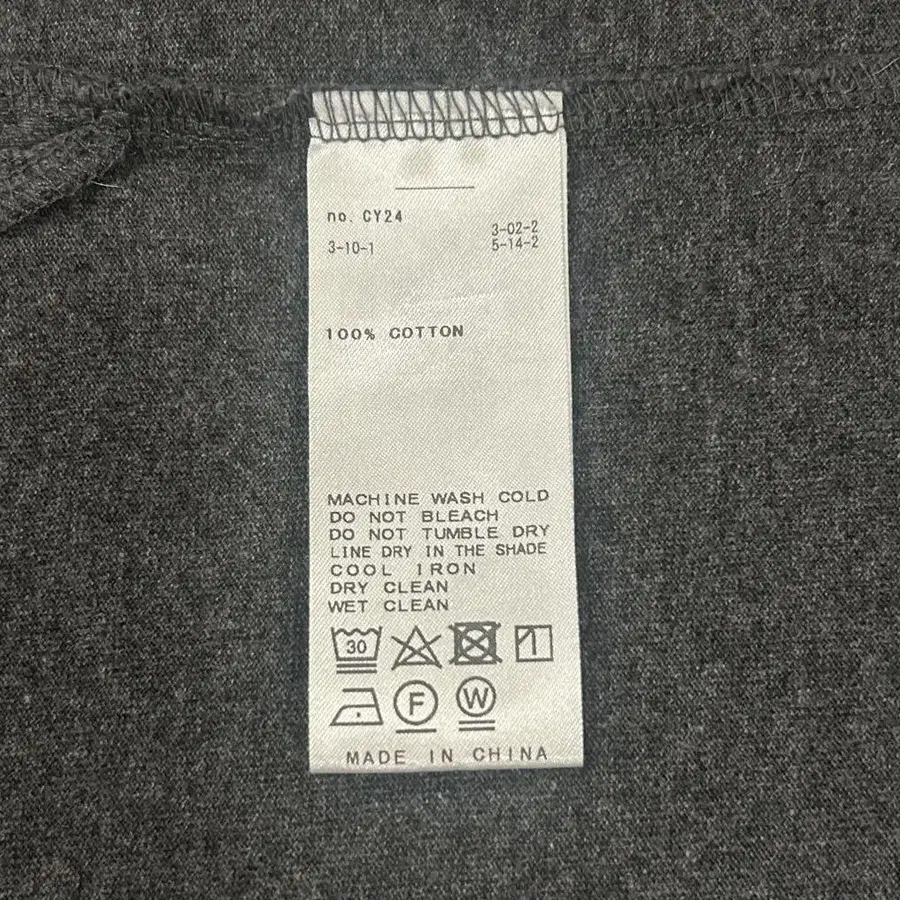 no. CY24
3-10-1
3-02-2
5-14-2
100% COTTON
MACHINE WASH COLD
DO NOT BLEACH
DO NOT TUMBLE DRY
LINE DRY IN THE SHADE
COOL IRON
DRY CLEAN
WET CLEAN
30
F
W
MADE IN CHINA